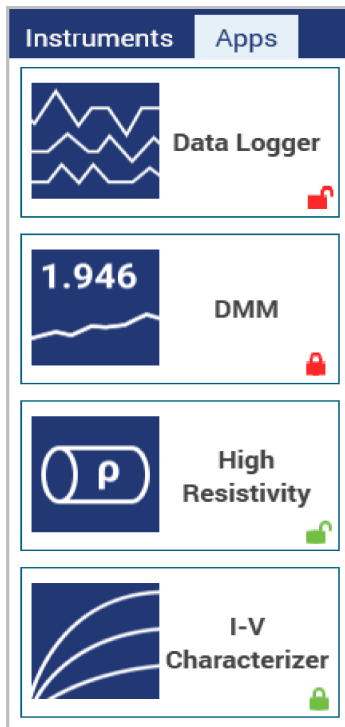 Instruments Apps
Data Logger
1.946
DMM
ρ
High
Resistivity
I-V
Characterizer